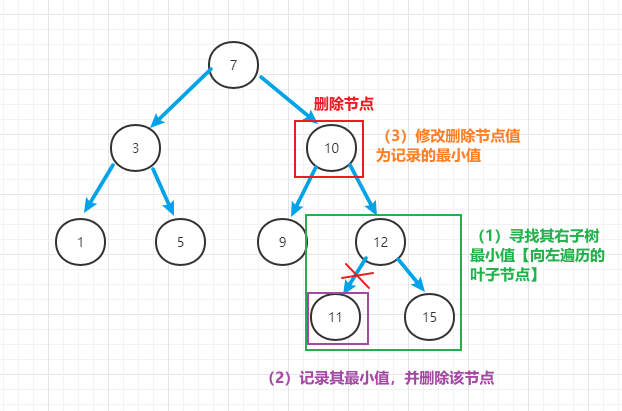 7
删除节点
3
10
（3）修改删除节点值
为记录的最小值
1
5
9
12
（1）寻找其右子树
最小值【向左遍历的
叶子节点】
11
15
（2）记录其最小值，并删除该节点